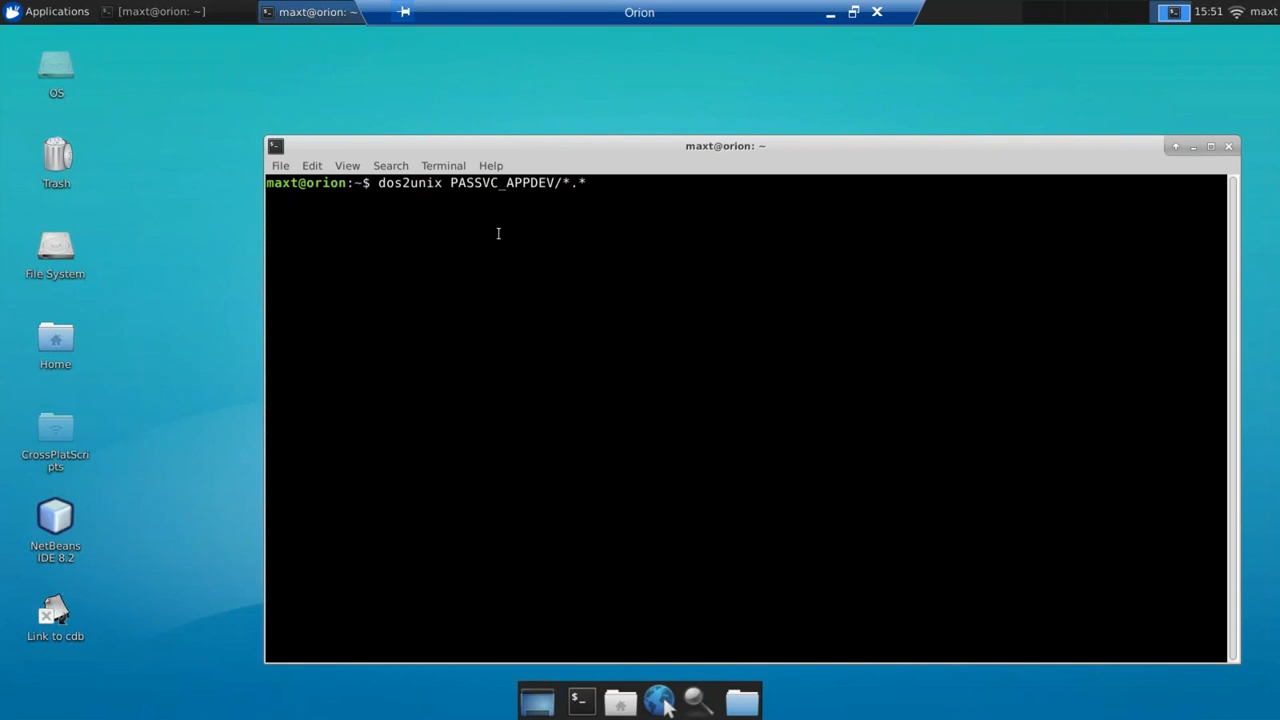 Applications
[maxt@orion: ~]
maxt@orion: ~
Orion
15:51
maxt
OS
Trash
File System
Home
CrossPlatScri
pts
NetBeans
IDE 8.2
Link to cdb
maxt@orion: ~
File Edit View Search Terminal Help
maxt@orion:~$ dos2unix PASSVC_APPDEV/*.*
$_